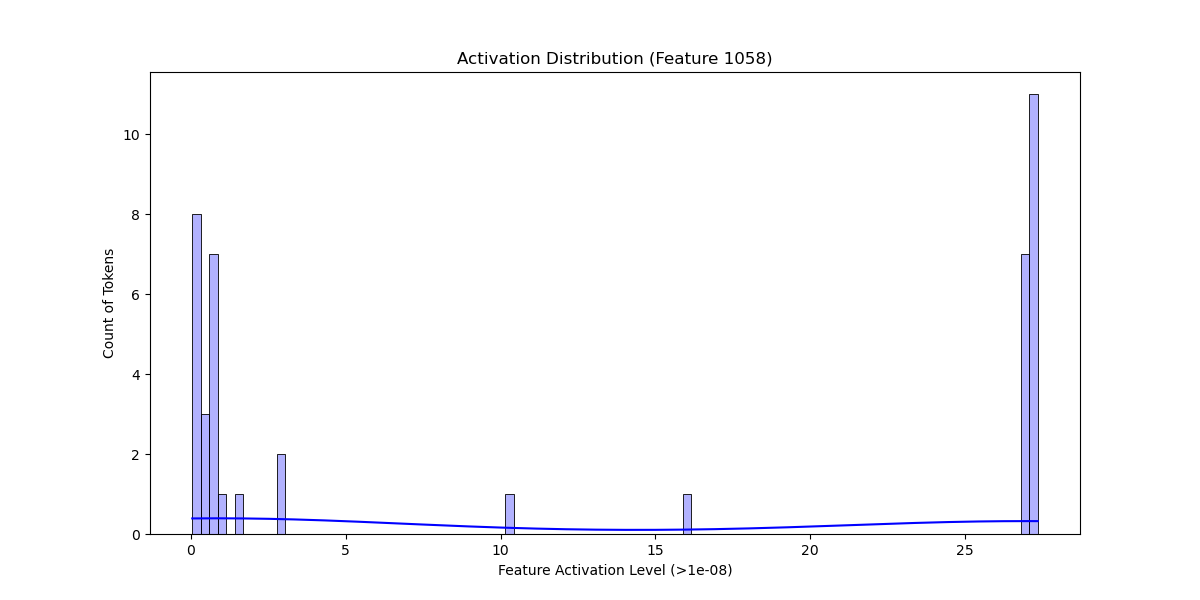 Activation Distribution (Feature 1058)
10
8
6
4
2
0
Count of Tokens
0 5 10 15 20 25
Feature Activation Level (>1e-08)